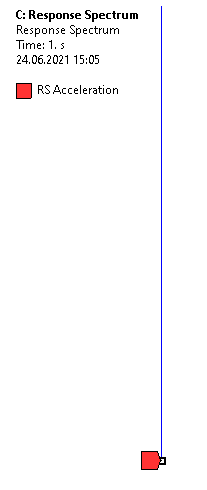 C: Response Spectrum
Response Spectrum
Time: 1. s
24.06.2021 15:05
RS Acceleration